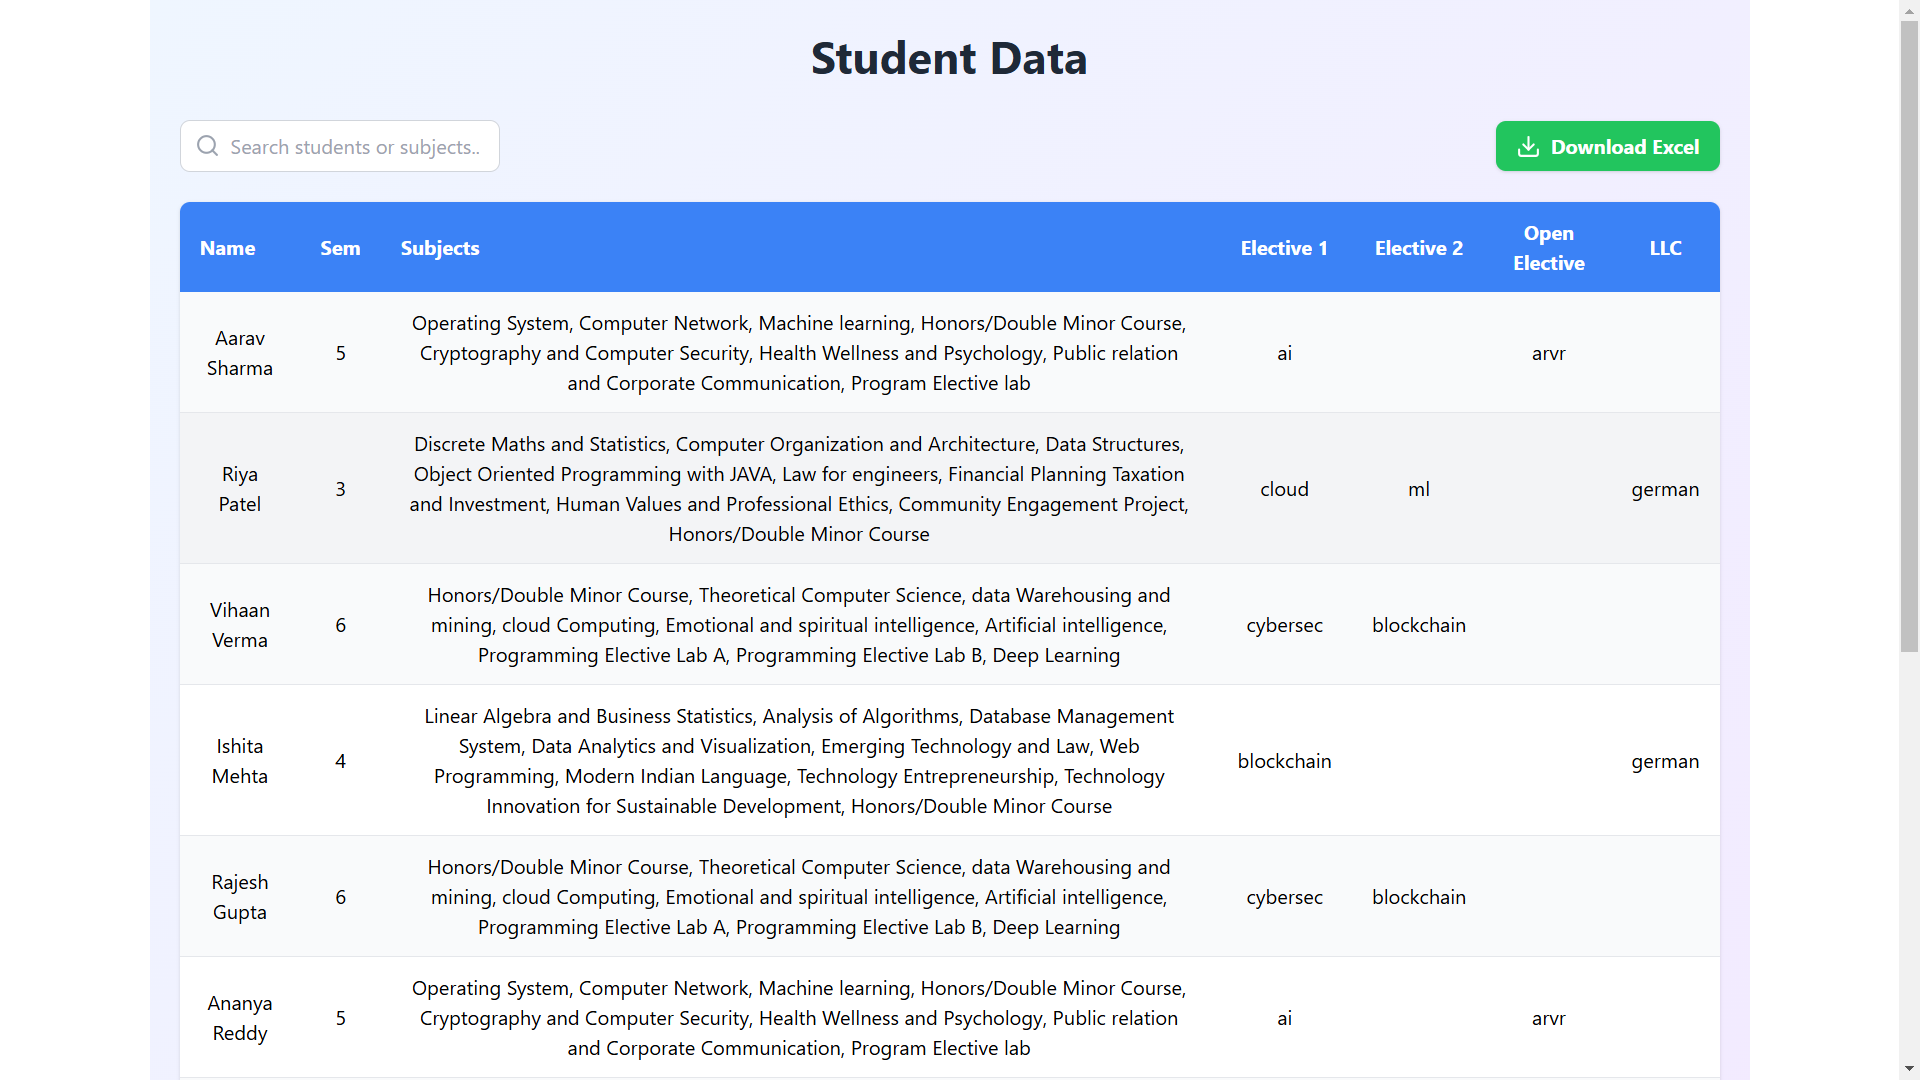 Student Data
Search students or subjects..
Download Excel
Name Sem Subjects Elective 1 Elective 2 Open Elective LLC
Aarav Sharma 5 Operating System, Computer Network, Machine learning, Honors/Double Minor Course,
Cryptography and Computer Security, Health Wellness and Psychology, Public relation
and Corporate Communication, Program Elective lab ai arvr
Riya Patel 3 Discrete Maths and Statistics, Computer Organization and Architecture, Data Structures,
Object Oriented Programming with JAVA, Law for engineers, Financial Planning Taxation
and Investment, Human Values and Professional Ethics, Community Engagement Project,
Honors/Double Minor Course cloud ml german
Vihaan Verma 6 Honors/Double Minor Course, Theoretical Computer Science, data Warehousing and
mining, cloud Computing, Emotional and spiritual intelligence, Artificial intelligence,
Programming Elective Lab A, Programming Elective Lab B, Deep Learning cybersec blockchain
Ishita Mehta 4 Linear Algebra and Business Statistics, Analysis of Algorithms, Database Management
System, Data Analytics and Visualization, Emerging Technology and Law, Web
Programming, Modern Indian Language, Technology Entrepreneurship, Technology
Innovation for Sustainable Development, Honors/Double Minor Course blockchain german
Rajesh Gupta 6 Honors/Double Minor Course, Theoretical Computer Science, data Warehousing and
mining, cloud Computing, Emotional and spiritual intelligence, Artificial intelligence,
Programming Elective Lab A, Programming Elective Lab B, Deep Learning cybersec blockchain
Ananya Reddy 5 Operating System, Computer Network, Machine learning, Honors/Double Minor Course,
Cryptography and Computer Security, Health Wellness and Psychology, Public relation
and Corporate Communication, Program Elective lab ai arvr